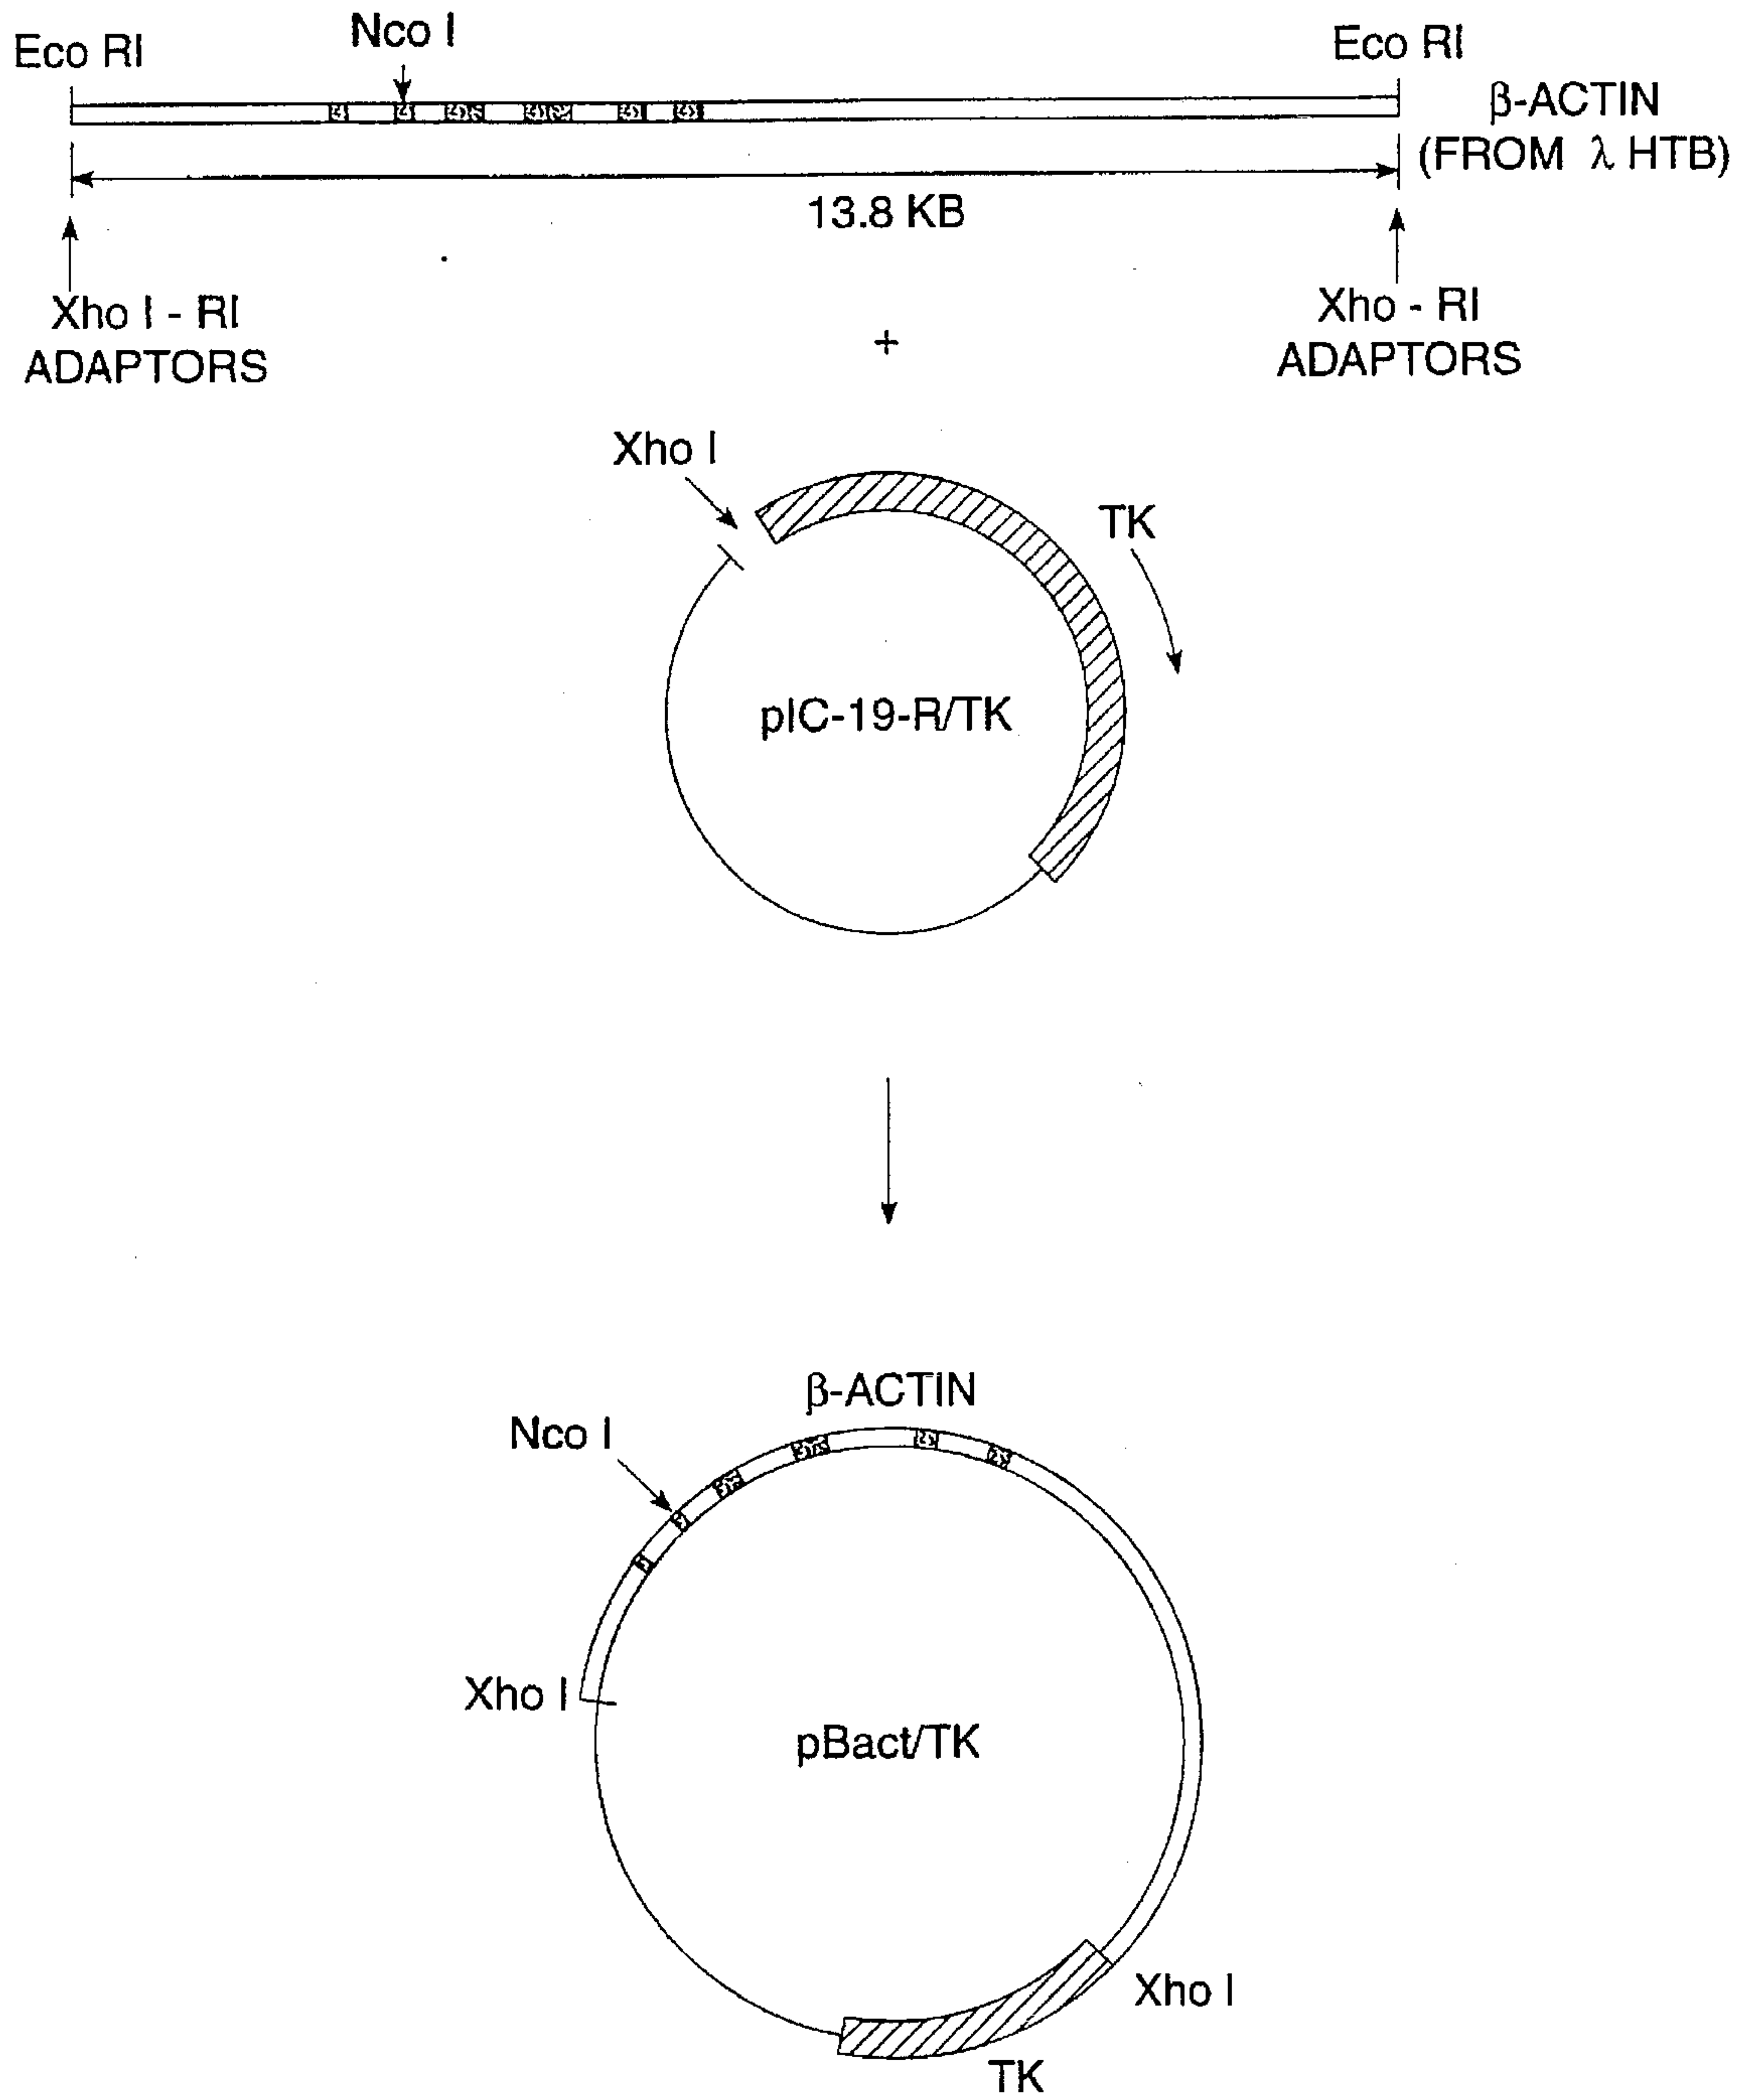 Eco RI
Nco I
Eco RI
β-ACTIN
(FROM λ HTB)
13.8 KB
Xho I - RI
ADAPTORS
Xho - RI
ADAPTORS
+
Xho I
TK
pIC-19-R/TK
β-ACTIN
Nco I
Xho I
pBact/TK
Xho I
TK